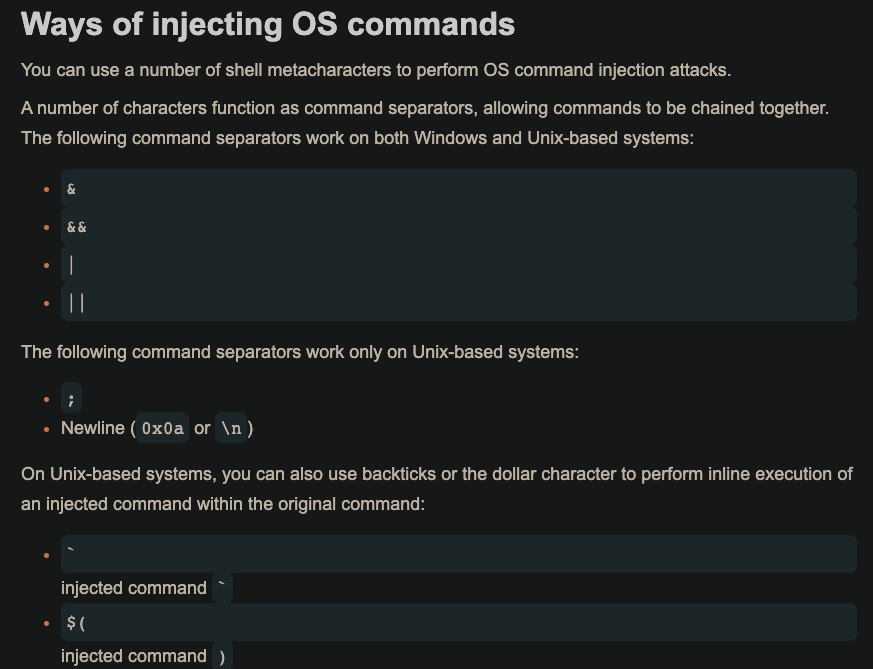 Ways of injecting OS commands
You can use a number of shell metacharacters to perform OS command injection attacks.
A number of characters function as command separators, allowing commands to be chained together.
The following command separators work on both Windows and Unix-based systems:
• &
• &&
• |
• ||
The following command separators work only on Unix-based systems:
• ;
• Newline ( 0x0a or \n )
On Unix-based systems, you can also use backticks or the dollar character to perform inline execution of
an injected command within the original command:
• `
injected command `
• $(
injected command )